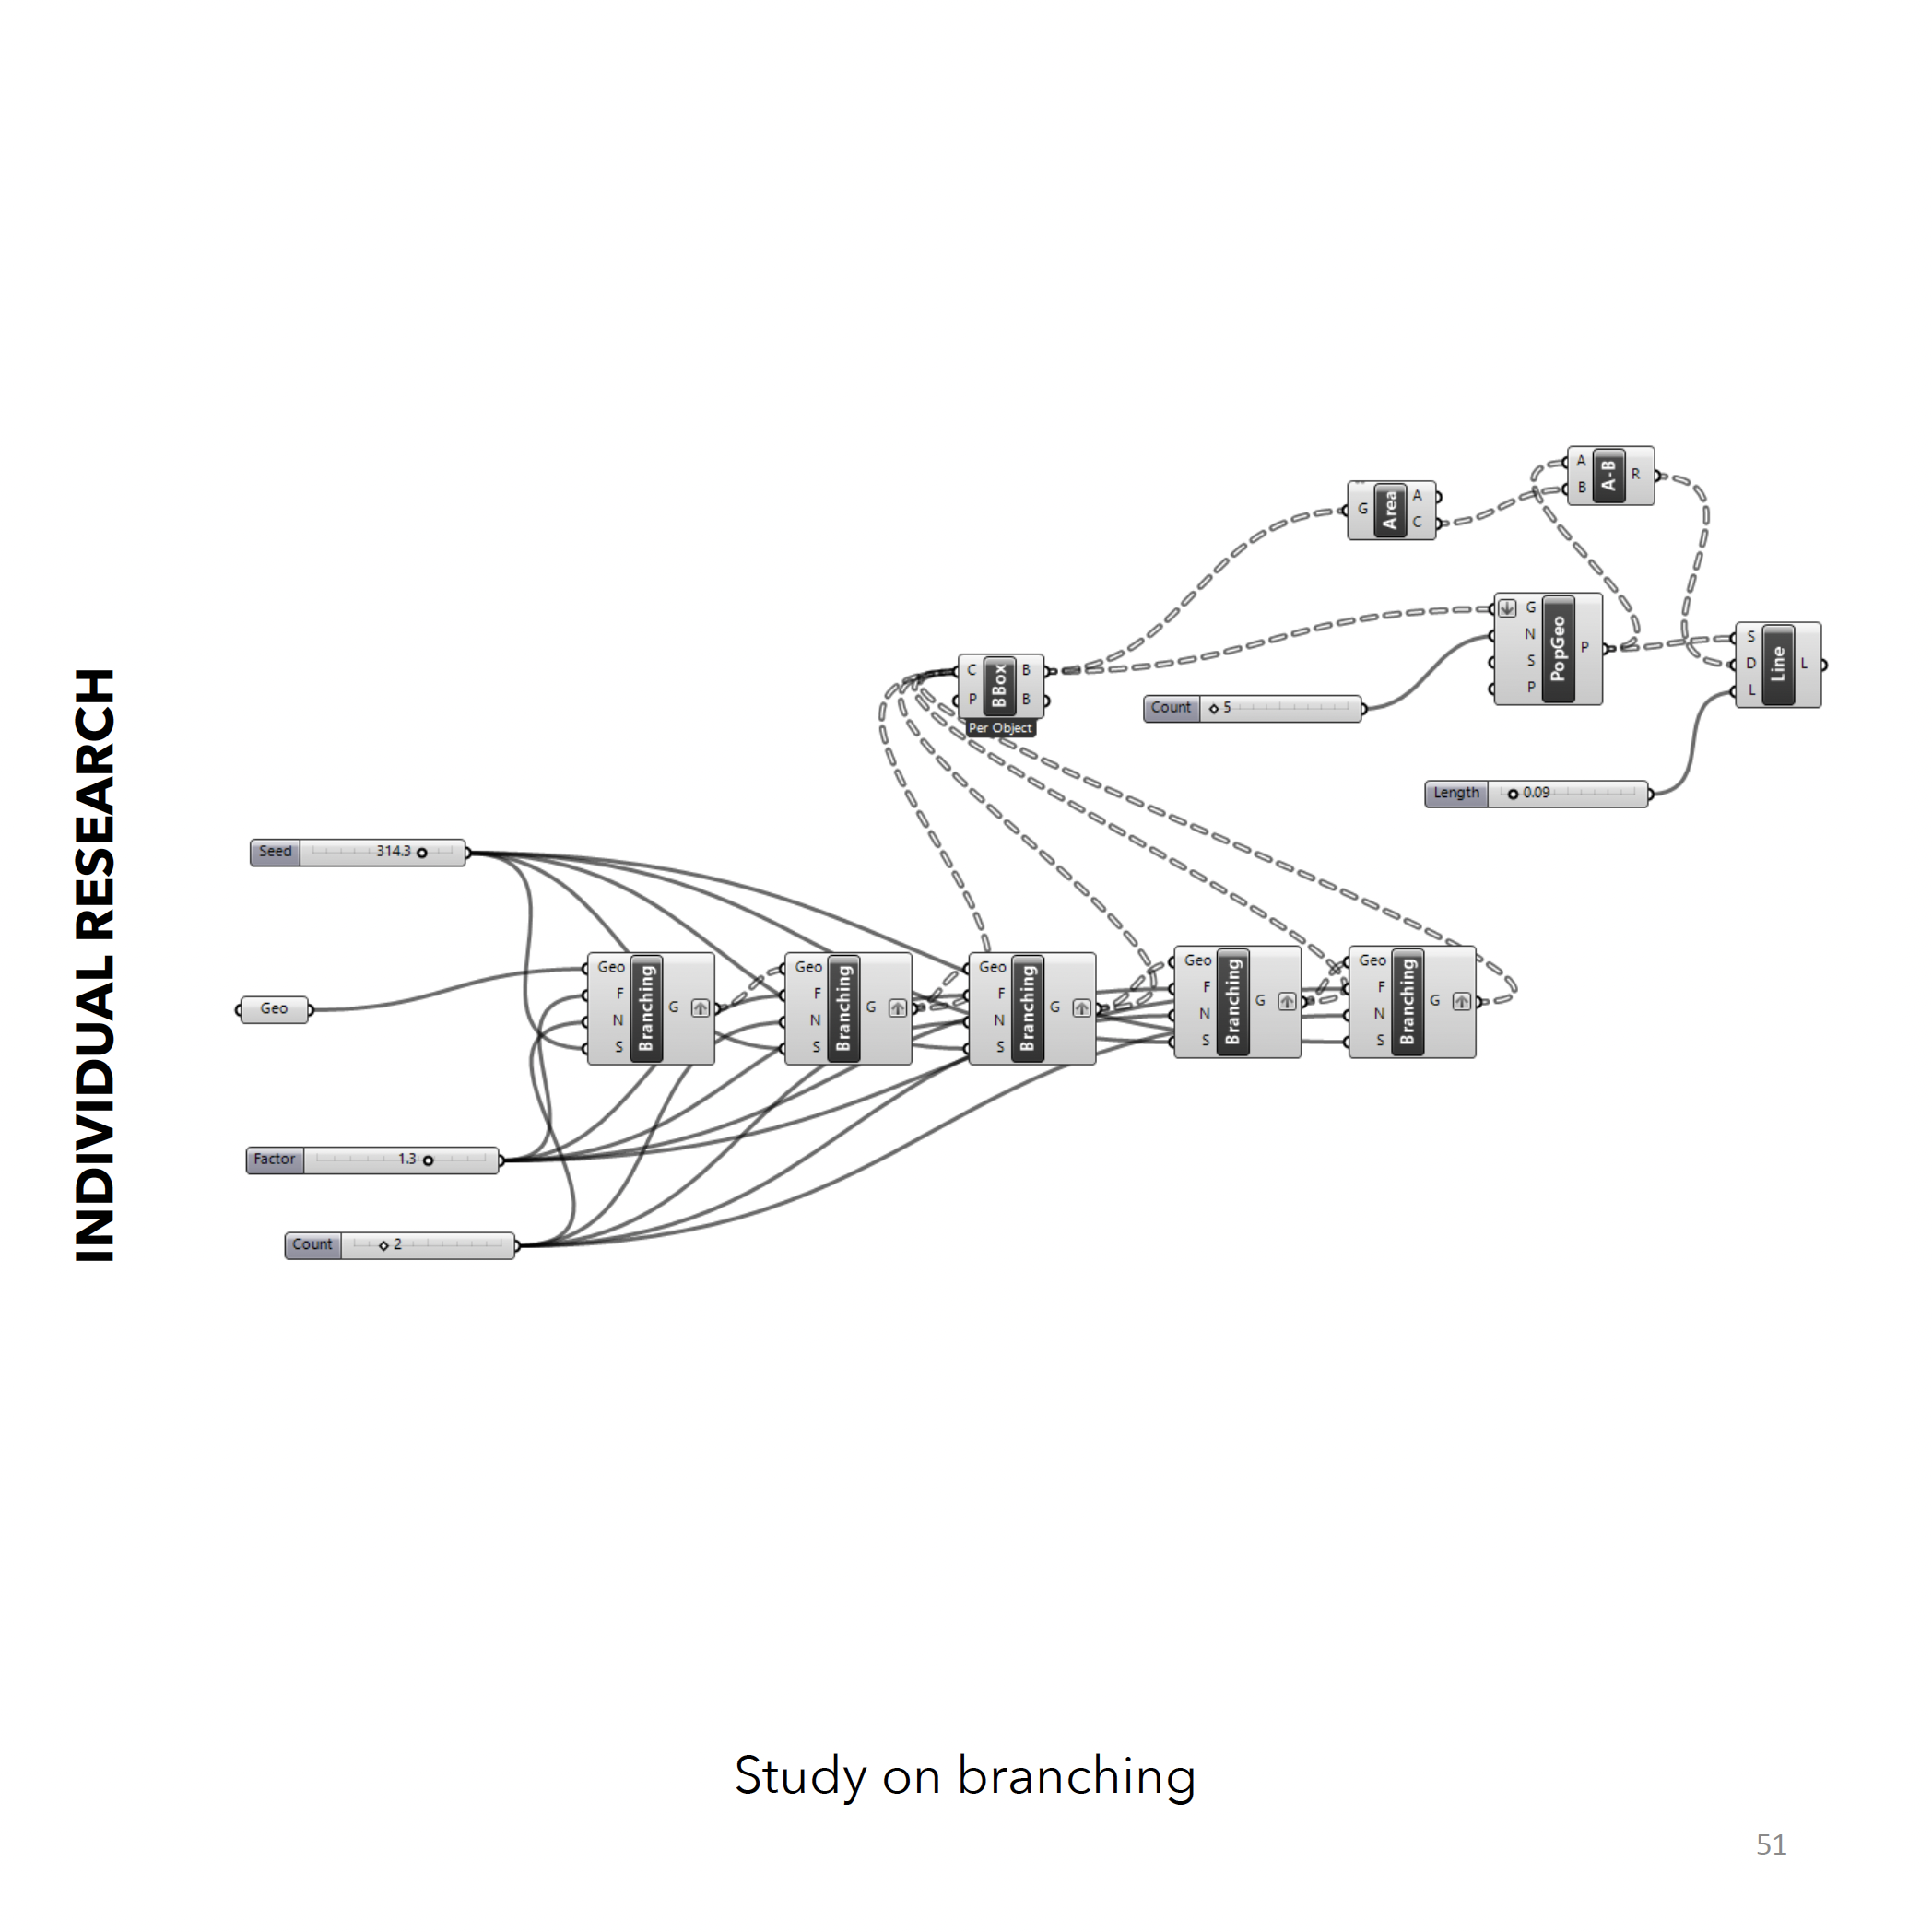 INDIVIDUAL RESEARCH
A
B
A-B
R
G
Area
A
C
G
N
S
P
PopGeo
P
S
D
L
Line
L
C
P
BBox
B
B
Per Object
Count 5
Length 0.09
Seed 314.3
Geo
F
N
S
Branching
G
Geo
F
N
S
Branching
G
Geo
F
N
S
Branching
G
Geo
F
N
S
Branching
G
Geo
F
N
S
Branching
G
Geo
Factor 1.3
Count 2
Study on branching
51